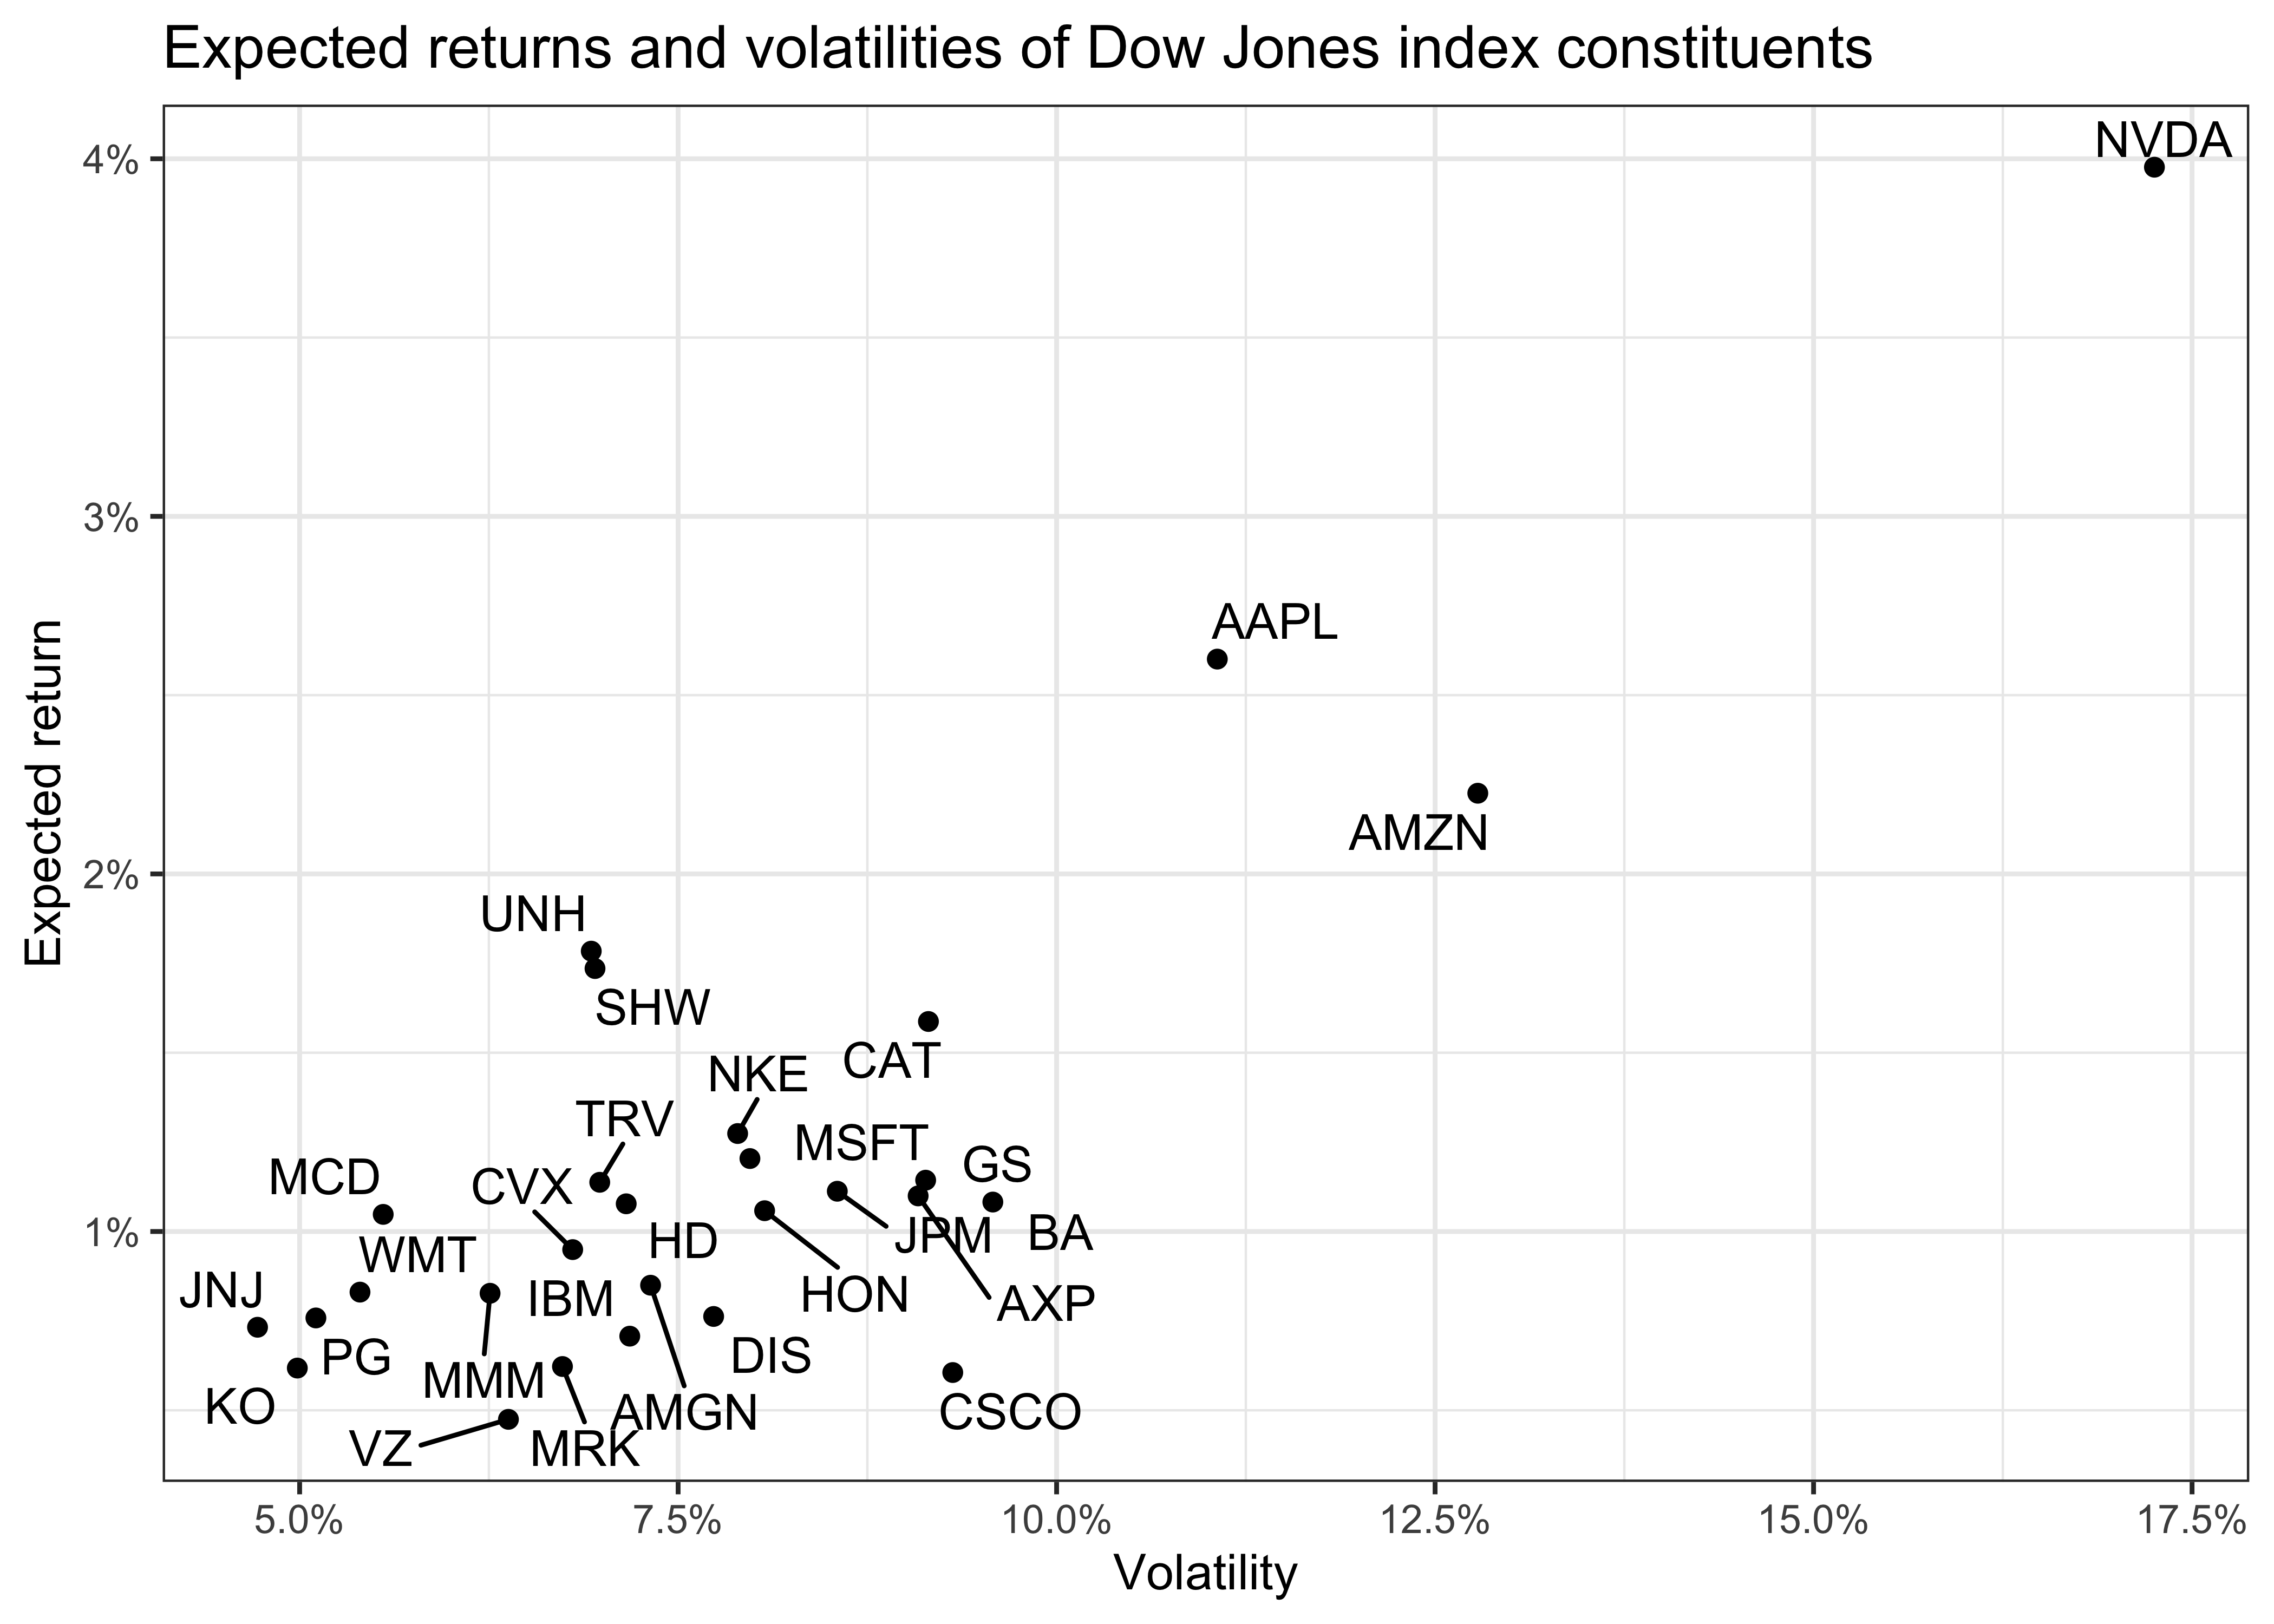 Expected returns and volatilities of Dow Jones index constituents
Expected return
4%
3%
2%
1%
NVDA
AAPL
AMZN
UNH
SHW
CAT
NKE
TRV
MSFT
GS
MCD
CVX
JPM
BA
HD
WMT
JNJ
IBM
HON
AXP
PG
DIS
MMM
KO
AMGN
CSCO
VZ
MRK
5.0%
7.5%
10.0%
12.5%
15.0%
17.5%
Volatility